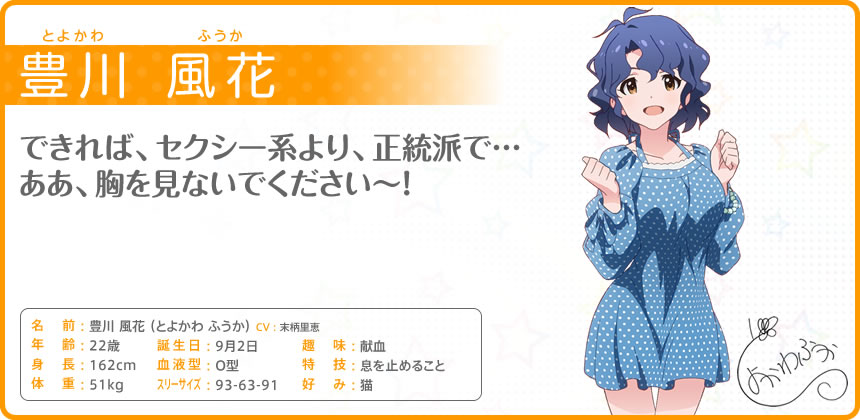 とよかわ ふうか
豊川 風花
できれば、セクシー系より、正統派で…
ああ、胸を見ないでください～！
名 前：豊川 風花（とよかわ ふうか） CV：末柄里恵
年 齢：22歳 誕生日：9月2日 趣 味：献血
身 長：162cm 血液型：O型 特 技：息を止めること
体 重：51kg スリーサイズ：93-63-91 好 み：猫
とよかわふうか